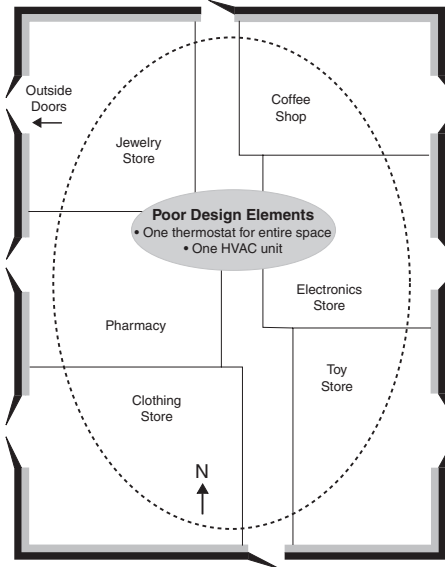 Outside
Doors
Coffee
Shop
Jewelry
Store
Poor Design Elements
• One thermostat for entire space
• One HVAC unit
Electronics
Store
Pharmacy
Toy
Store
Clothing
Store
N